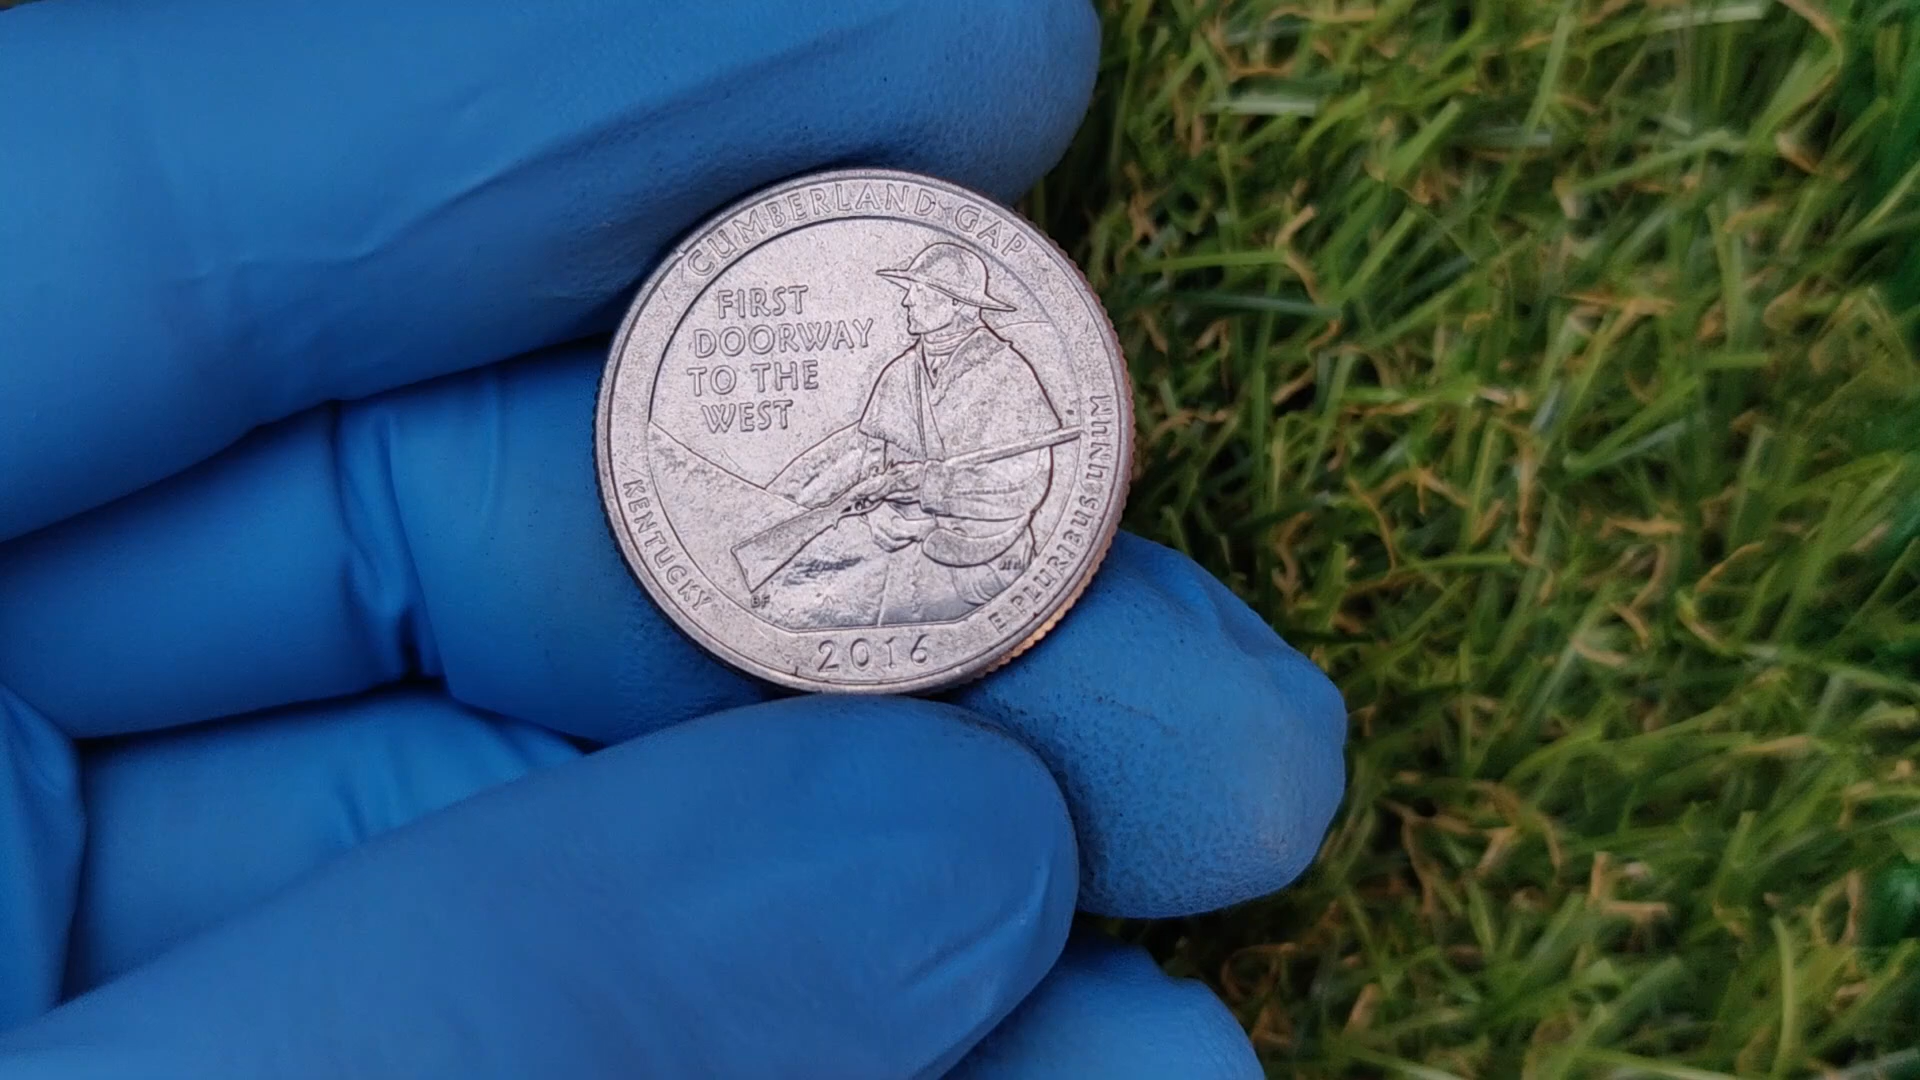 CUMBERLAND GAP
FIRST
DOORWAY
TO THE
WEST
KENTUCKY
E PLURIBUS UNUM
BF
2016